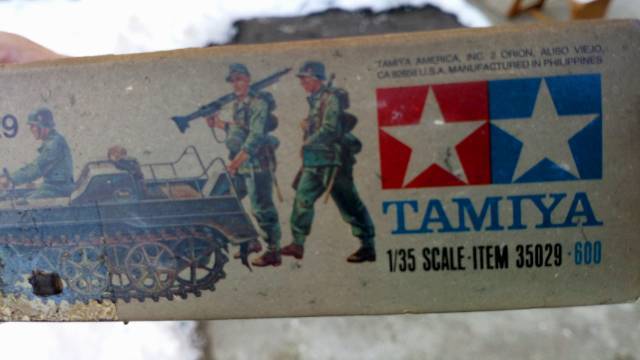 TAMIYA AMERICA, INC. 2 ORION, ALISO VIEJO,
CA 92656 U.S.A. MANUFACTURED IN PHILIPPINES
TAMIYA
1/35 SCALE·ITEM 35029·600